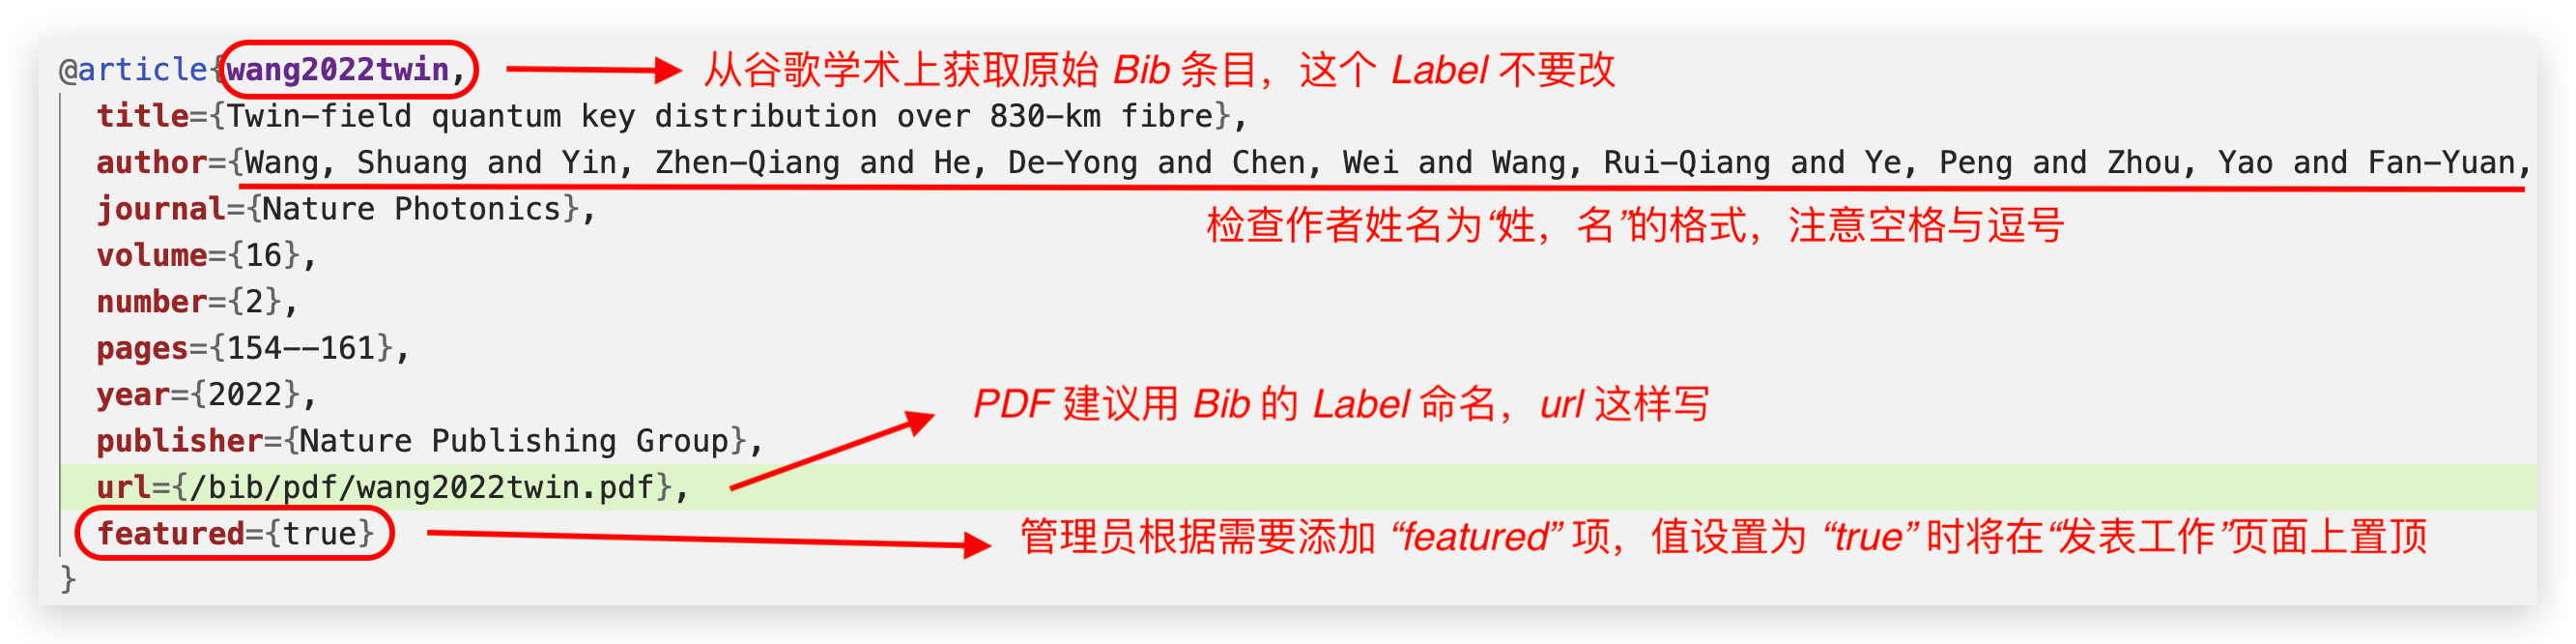 @article{wang2022twin,
从谷歌学术上获取原始 Bib 条目，这个 Label 不要改
title={Twin-field quantum key distribution over 830-km fibre},
author={Wang, Shuang and Yin, Zhen-Qiang and He, De-Yong and Chen, Wei and Wang, Rui-Qiang and Ye, Peng and Zhou, Yao and Fan-Yuan,
journal={Nature Photonics},
检查作者姓名为“姓，名”的格式，注意空格与逗号
volume={16},
number={2},
pages={154--161},
year={2022},
PDF 建议用 Bib 的 Label 命名，url 这样写
publisher={Nature Publishing Group},
url={/bib/pdf/wang2022twin.pdf},
featured={true}
管理员根据需要添加 “featured” 项，值设置为 “true” 时将在“发表工作”页面上置顶
}